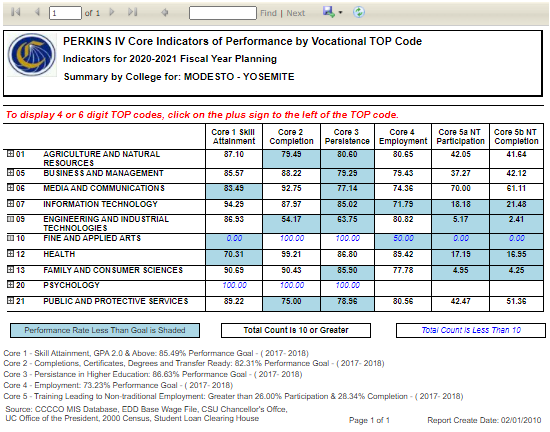 1 of 1 Find | Next
PERKINS IV Core Indicators of Performance by Vocational TOP Code
Indicators for 2020-2021 Fiscal Year Planning
Summary by College for: MODESTO - YOSEMITE
To display 4 or 6 digit TOP codes, click on the plus sign to the left of the TOP code.
Core 1 Skill Attainment Core 2 Completion Core 3 Persistence Core 4 Employment Core 5a NT Participation Core 5b NT Completion
01 AGRICULTURE AND NATURAL RESOURCES 87.10 79.49 80.60 80.65 42.05 41.64
05 BUSINESS AND MANAGEMENT 85.57 88.22 79.29 79.43 37.27 42.12
06 MEDIA AND COMMUNICATIONS 83.49 92.75 77.14 74.36 70.00 61.11
07 INFORMATION TECHNOLOGY 94.29 87.97 85.02 71.79 18.18 21.48
09 ENGINEERING AND INDUSTRIAL TECHNOLOGIES 86.93 54.17 63.75 80.82 5.17 2.41
10 FINE AND APPLIED ARTS 0.00 100.00 100.00 50.00 0.00 0.00
12 HEALTH 70.31 99.21 86.80 89.42 17.19 16.95
13 FAMILY AND CONSUMER SCIENCES 90.69 90.43 85.90 77.78 4.95 4.25
20 PSYCHOLOGY 100.00 100.00 100.00
21 PUBLIC AND PROTECTIVE SERVICES 89.22 75.00 78.96 80.56 42.47 51.36
Performance Rate Less Than Goal is Shaded Total Count is 10 or Greater Total Count is Less Than 10
Core 1 - Skill Attainment, GPA 2.0 & Above: 85.49% Performance Goal - ( 2017- 2018)
Core 2 - Completions, Certificates, Degrees and Transfer Ready: 82.31% Performance Goal - ( 2017- 2018)
Core 3 - Persistence in Higher Education: 86.63% Performance Goal - ( 2017- 2018)
Core 4 - Employment: 73.23% Performance Goal - ( 2017- 2018)
Core 5 - Training Leading to Non-traditional Employment: Greater than 26.00% Participation & 28.34% Completion - ( 2017- 2018)
Source: CCCCO MIS Database, EDD Base Wage File, CSU Chancellor's Offce,
UC Office of the President, 2000 Census, Student Loan Clearing House Page 1 of 1 Report Create Date: 02/01/2010